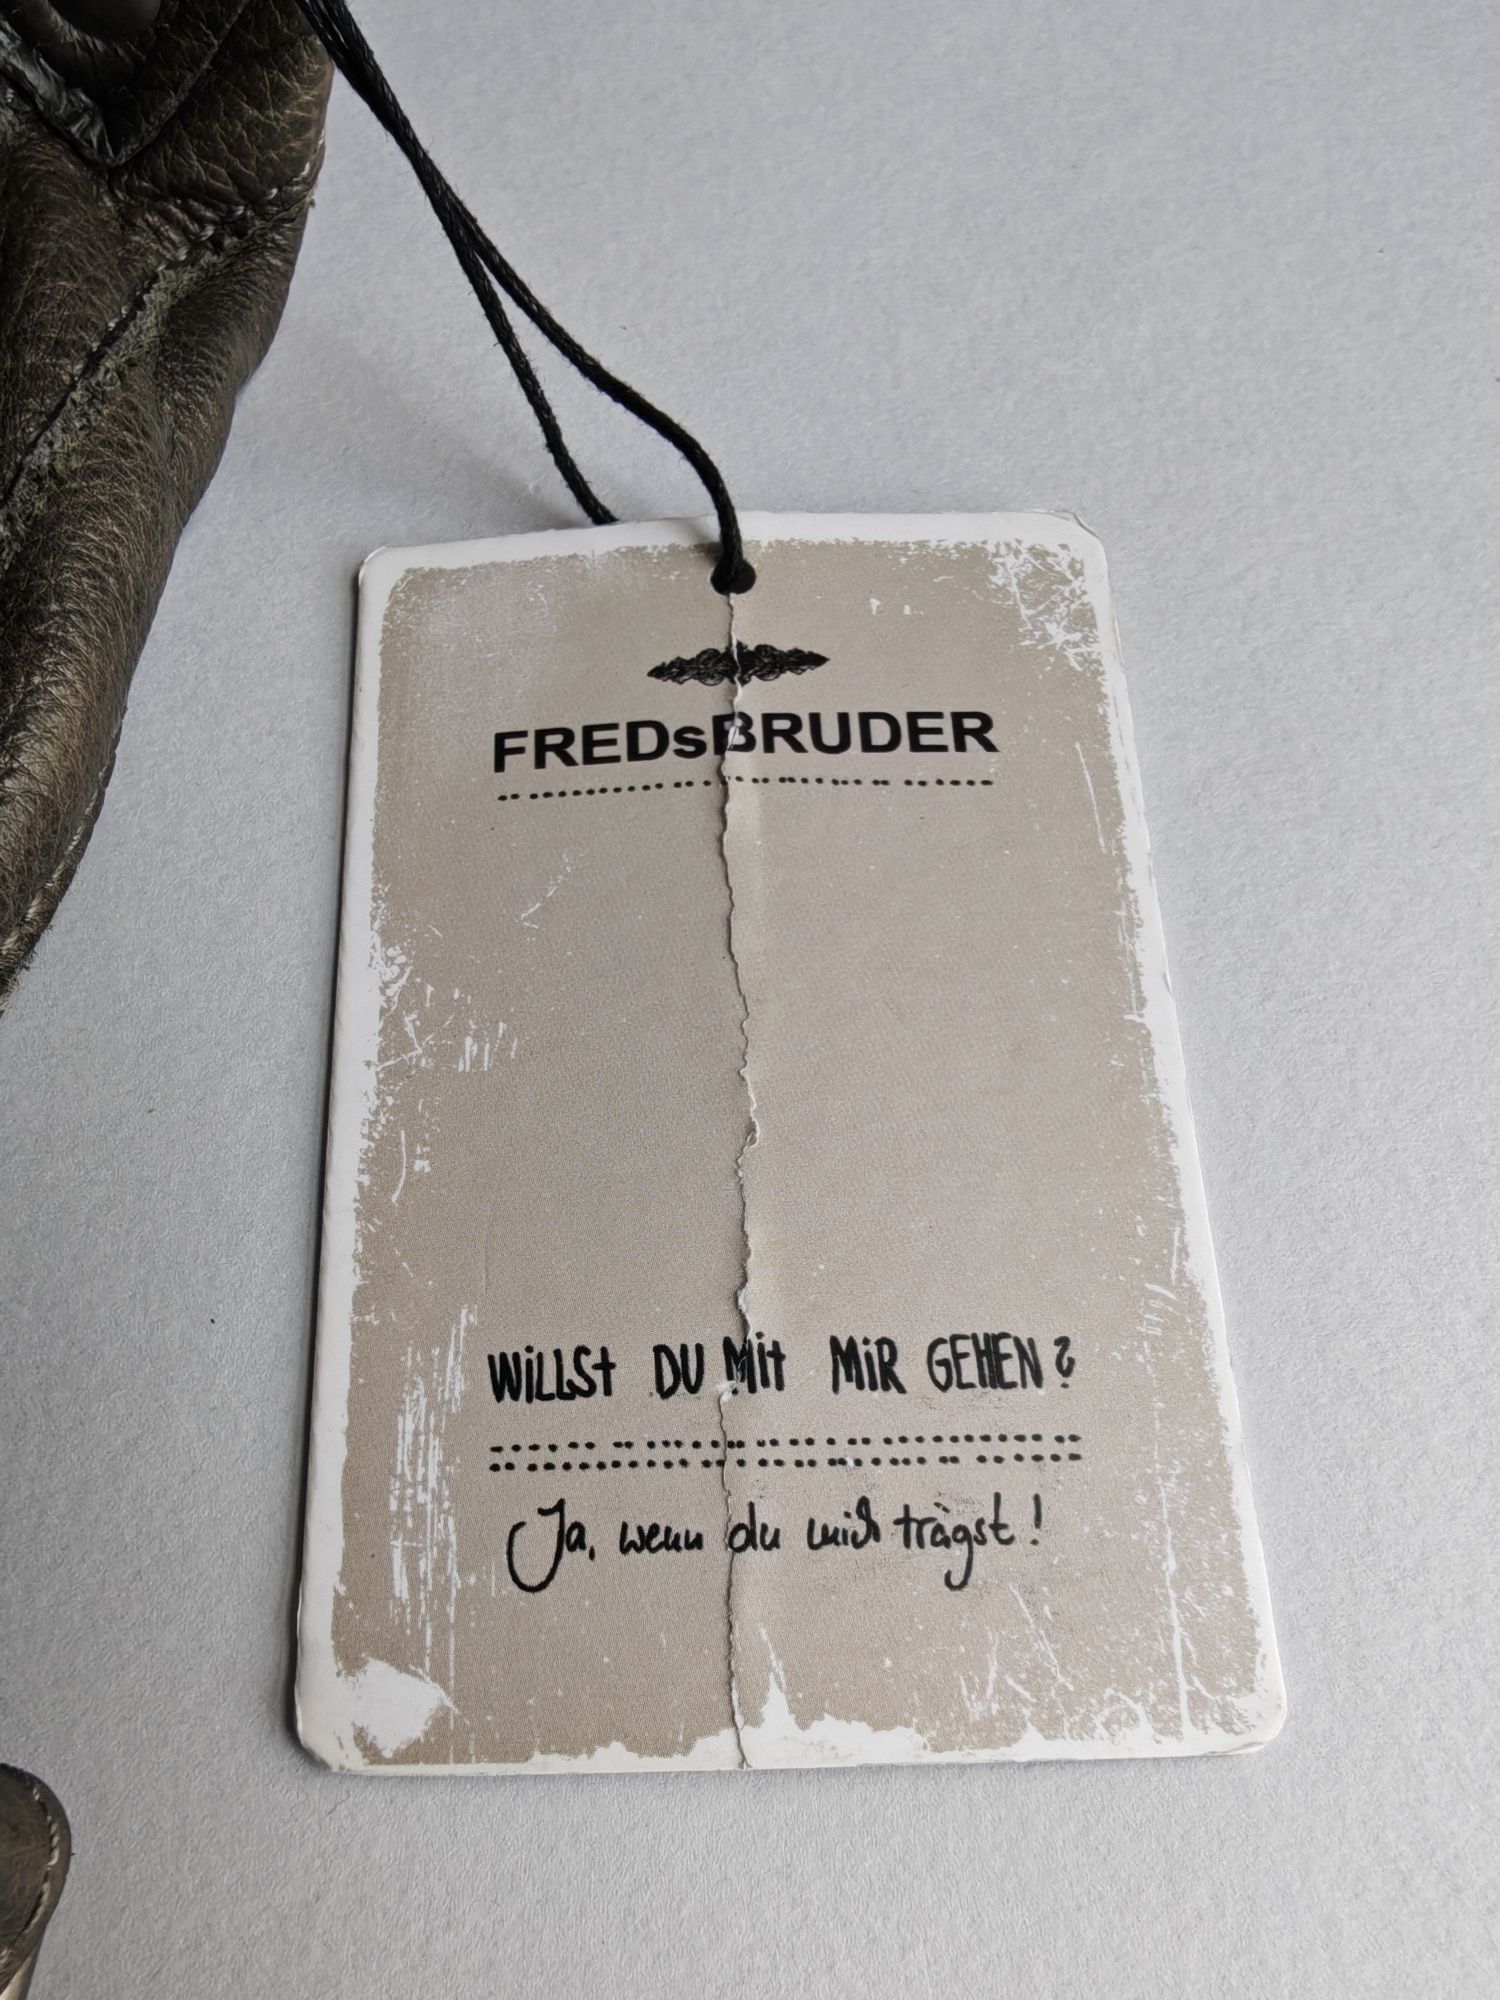 FREDsBRUDER
WiLLSt DU Mit MiR GEHEN?
Ja, wenn du mich trägst!